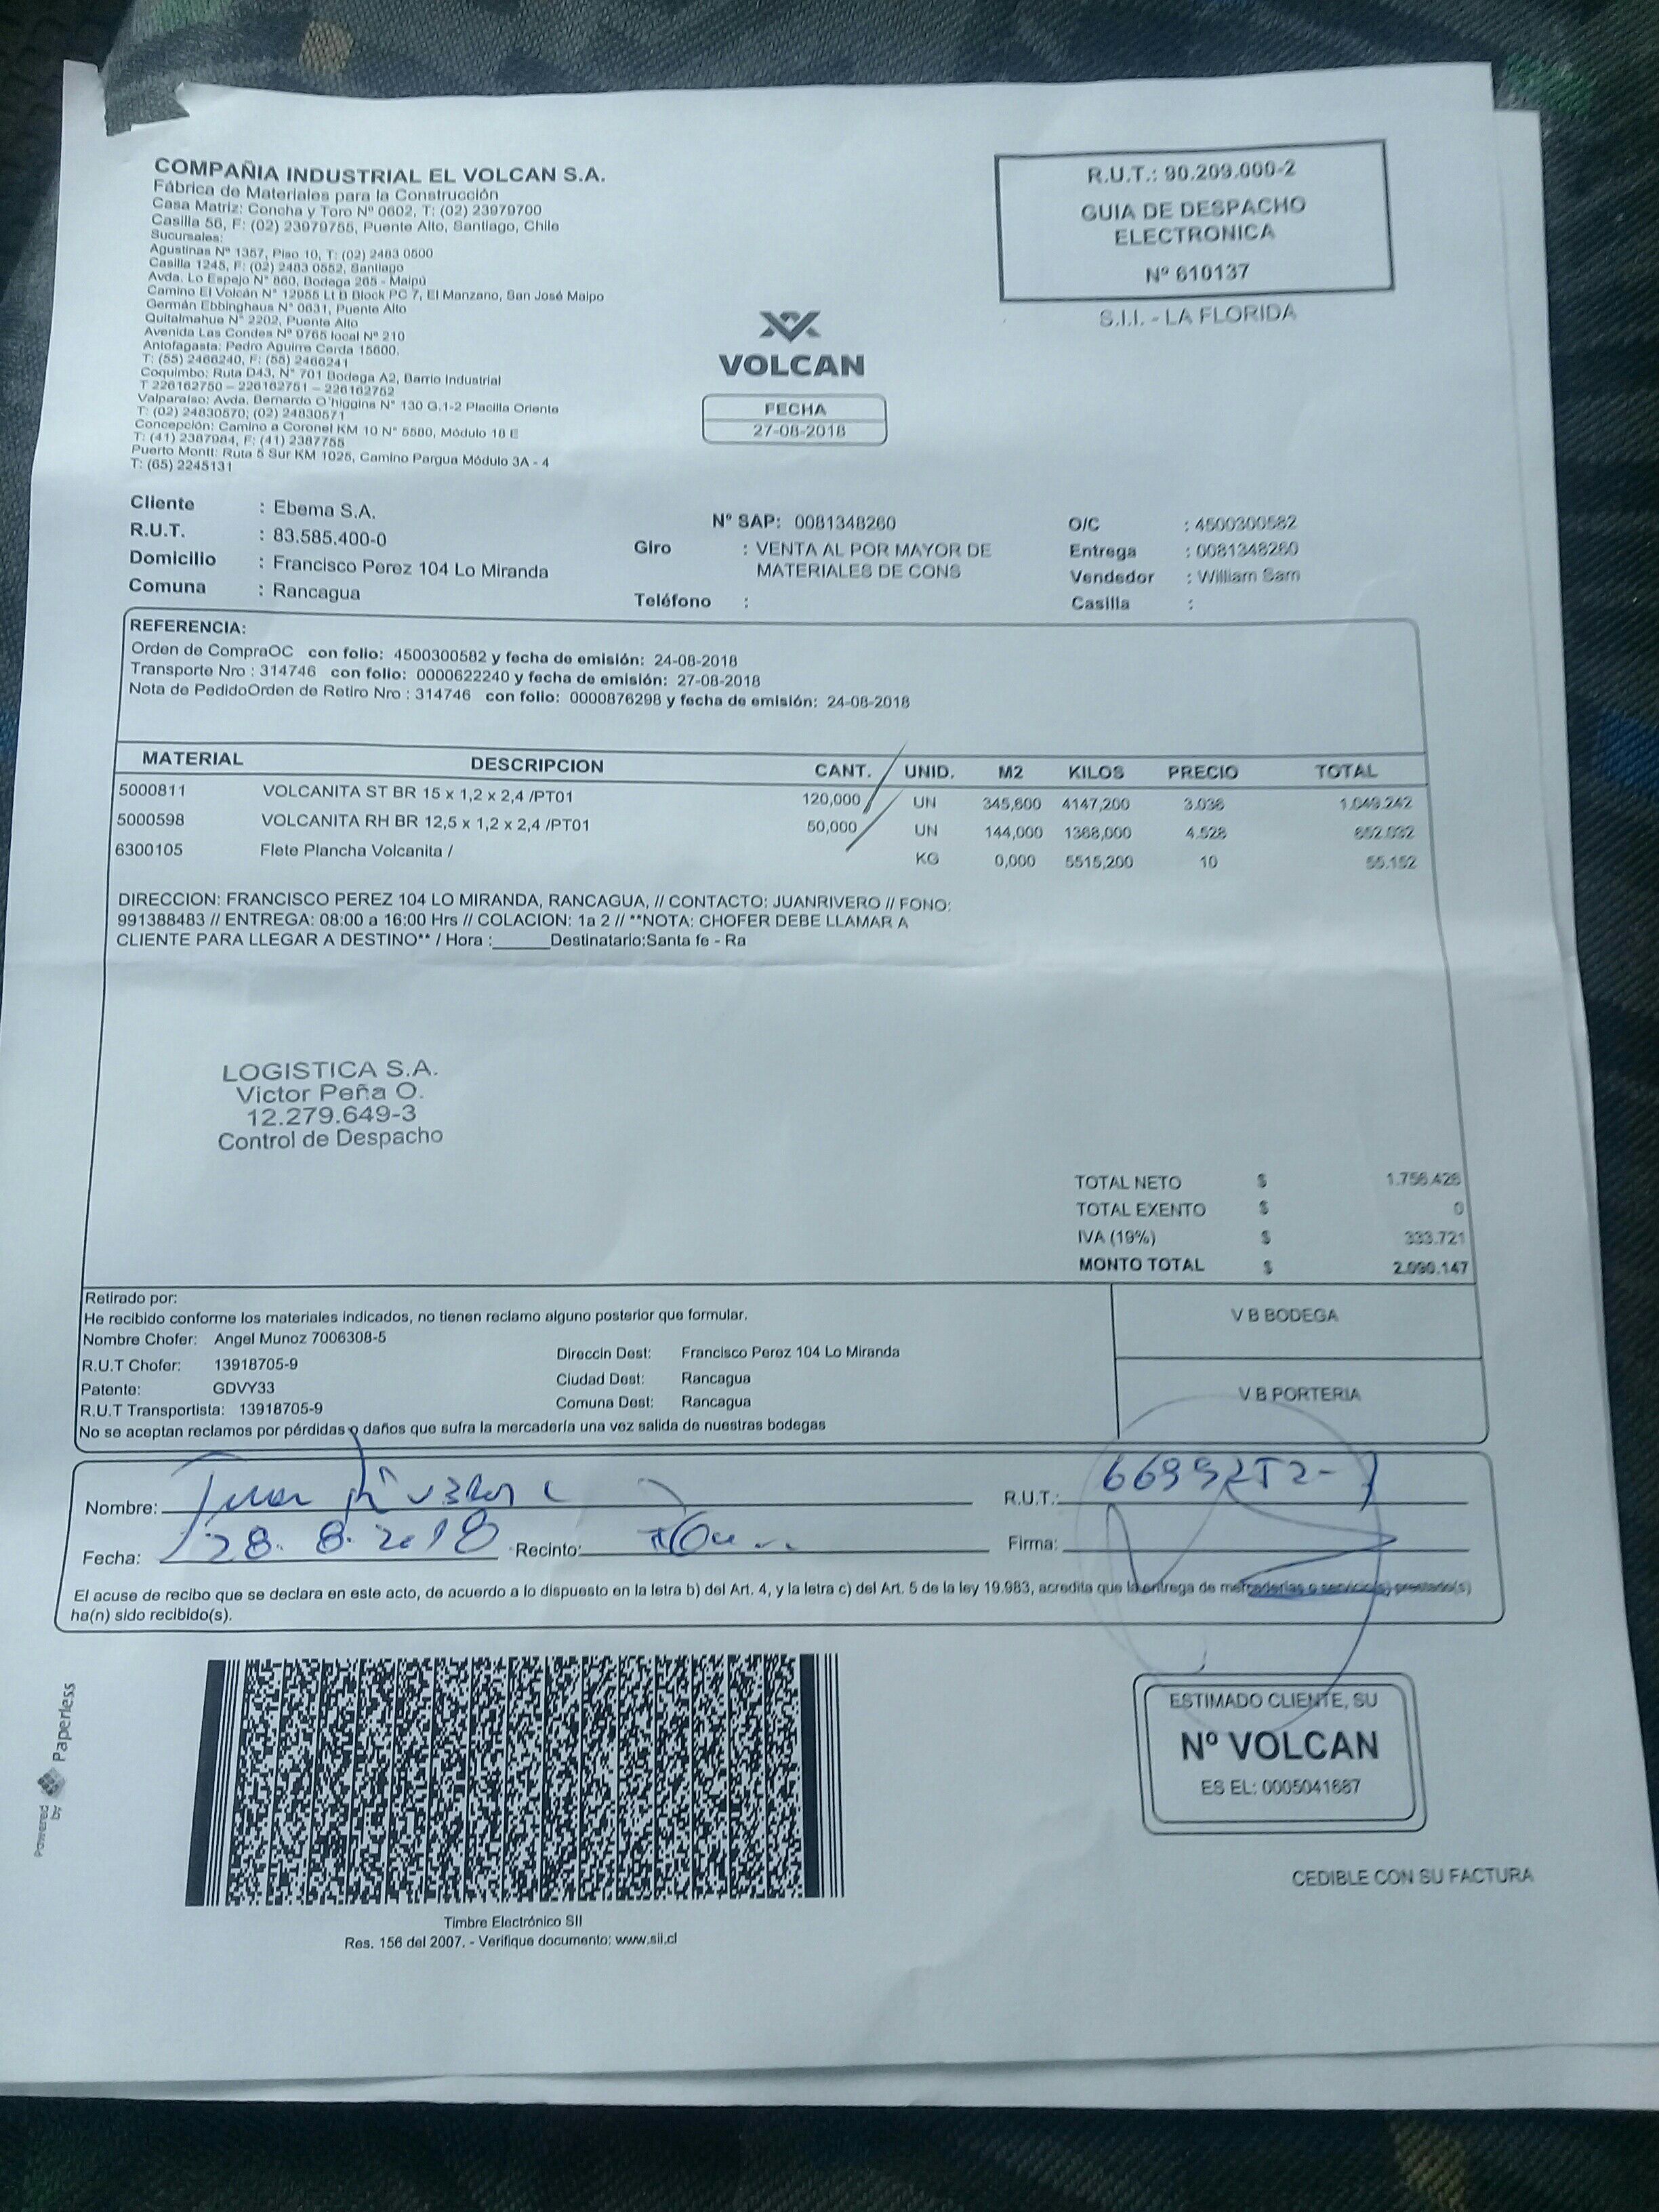 COMPAÑIA INDUSTRIAL EL VOLCAN S.A.
Fábrica de Materiales para la Construcción
Casa Matriz: Concha y Toro Nº 0602, T: (02) 23979700
Casilla 56, F: (02) 23979755, Puente Alto, Santiago, Chile
Sucursales:
Agustinas Nº 1357, Piso 10, T: (02) 2483 0500
Casilla 1245, F: (02) 2483 0552, Santiago
Avda. Lo Espejo Nº 860, Bodega 265 - Maipú
Camino El Volcán N° 12955 Lt B Block PC 7, El Manzano, San José Maipo
Germán Ebbinghaus N° 0631, Puente Alto
Quitalmahue N° 2202, Puente Alto
Avenida Las Condes Nº 9765 local Nº 210
Antofagasta: Pedro Aguirre Cerda 15600.
T: (55) 2466240, F: (55) 2466241
Coquimbo: Ruta D43, N° 701 Bodega A2, Barrio Industrial
T 226162750 – 226162751 – 226162752
Valparaíso: Avda. Bernardo O'higgins N° 130 G.1-2 Placilla Oriente
T: (02) 24830570; (02) 24830571
Concepción: Camino a Coronel KM 10 N° 5580, Módulo 16 E
T: (41) 2387984, F: (41) 2387755
Puerto Montt: Ruta 5 Sur KM 1025, Camino Pargua Módulo 3A - 4
T: (65) 2245131
R.U.T.: 90.209.000-2
GUIA DE DESPACHO
ELECTRONICA
Nº 610137
S.I.I. - LA FLORIDA
VOLCAN
FECHA
27-08-2018
Cliente : Ebema S.A.
R.U.T. : 83.585.400-0
Domicilio : Francisco Perez 104 Lo Miranda
Comuna : Rancagua
Nº SAP: 0081348260
Giro : VENTA AL POR MAYOR DE
MATERIALES DE CONS
Teléfono :
O/C : 4500300582
Entrega : 0081348260
Vendedor : William Sam
Casilla :
REFERENCIA:
Orden de CompraOC con folio: 4500300582 y fecha de emisión: 24-08-2018
Transporte Nro : 314746 con folio: 0000622240 y fecha de emisión: 27-08-2018
Nota de PedidoOrden de Retiro Nro : 314746 con folio: 0000876298 y fecha de emisión: 24-08-2018
MATERIAL DESCRIPCION CANT. UNID. M2 KILOS PRECIO TOTAL
5000811 VOLCANITA ST BR 15 x 1,2 x 2,4 /PT01 120,000 UN 345,600 4147,200 3.036 1.049.242
5000598 VOLCANITA RH BR 12,5 x 1,2 x 2,4 /PT01 50,000 UN 144,000 1368,000 4.528 652.032
6300105 Flete Plancha Volcanita / KG 0,000 5515,200 10 55.152
DIRECCION: FRANCISCO PEREZ 104 LO MIRANDA, RANCAGUA, // CONTACTO: JUANRIVERO // FONO:
991388483 // ENTREGA: 08:00 a 16:00 Hrs // COLACION: 1a 2 // **NOTA: CHOFER DEBE LLAMAR A
CLIENTE PARA LLEGAR A DESTINO** / Hora :______Destinatario:Santa fe - Ra
LOGISTICA S.A.
Victor Peña O.
12.279.649-3
Control de Despacho
TOTAL NETO $ 1.756.426
TOTAL EXENTO $ 0
IVA (19%) $ 333.721
MONTO TOTAL $ 2.090.147
Retirado por:
He recibido conforme los materiales indicados, no tienen reclamo alguno posterior que formular.
Nombre Chofer: Angel Munoz 7006308-5
R.U.T Chofer: 13918705-9
Patente: GDVY33
R.U.T Transportista: 13918705-9
Direccin Dest: Francisco Perez 104 Lo Miranda
Ciudad Dest: Rancagua
Comuna Dest: Rancagua
No se aceptan reclamos por pérdidas o daños que sufra la mercadería una vez salida de nuestras bodegas
V B BODEGA
V B PORTERIA
Nombre: Juan
R.U.T.:
Fecha: 28.8.2018 Recinto:
Firma:
El acuse de recibo que se declara en este acto, de acuerdo a lo dispuesto en la letra b) del Art. 4, y la letra c) del Art. 5 de la ley 19.983, acredita que la entrega de mercaderías o servicio(s) prestado(s)
ha(n) sido recibido(s).
Powered by Paperless
Timbre Electrónico SII
Res. 156 del 2007. - Verifique documento: www.sii.cl
ESTIMADO CLIENTE, SU
Nº VOLCAN
ES EL: 0005041687
CEDIBLE CON SU FACTURA